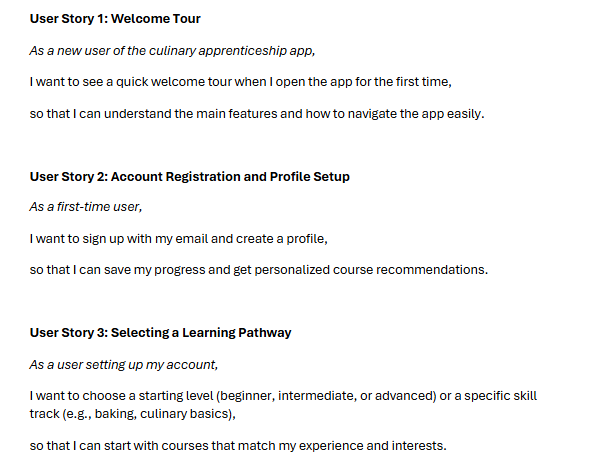 User Story 1: Welcome Tour
As a new user of the culinary apprenticeship app,
I want to see a quick welcome tour when I open the app for the first time,
so that I can understand the main features and how to navigate the app easily.
User Story 2: Account Registration and Profile Setup
As a first-time user,
I want to sign up with my email and create a profile,
so that I can save my progress and get personalized course recommendations.
User Story 3: Selecting a Learning Pathway
As a user setting up my account,
I want to choose a starting level (beginner, intermediate, or advanced) or a specific skill
track (e.g., baking, culinary basics),
so that I can start with courses that match my experience and interests.